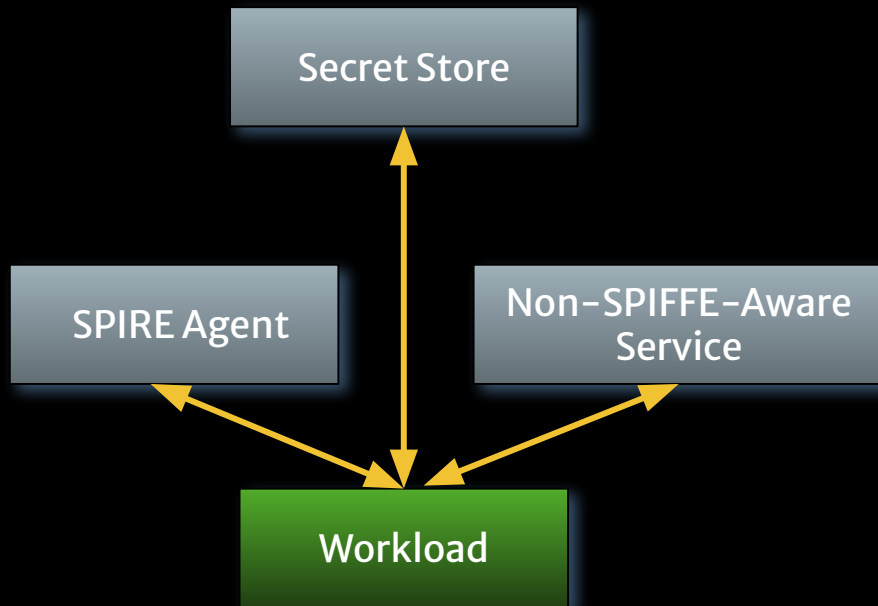 Secret Store
SPIRE Agent
Non-SPIFFE-Aware
Service
Workload